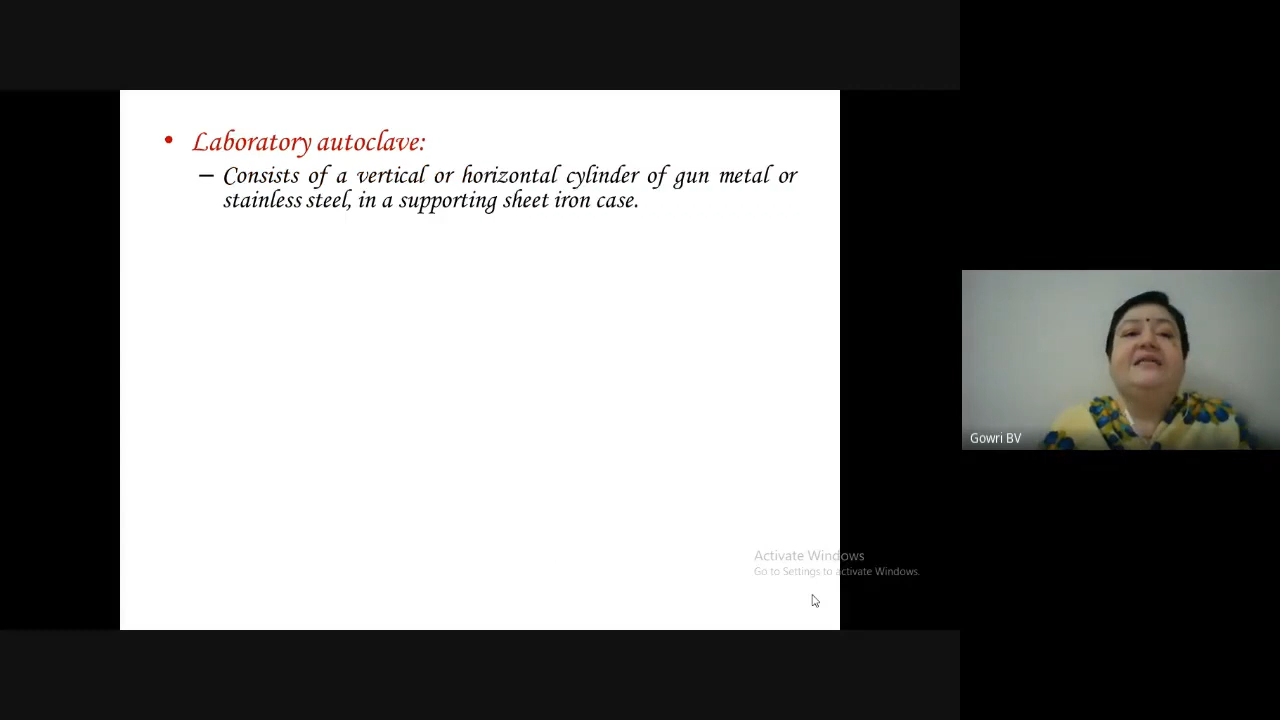 • Laboratory autoclave:
– Consists of a vertical or horizontal cylinder of gun metal or
stainless steel, in a supporting sheet iron case.
Gowri BV
Activate Windows
Go to Settings to activate Windows.